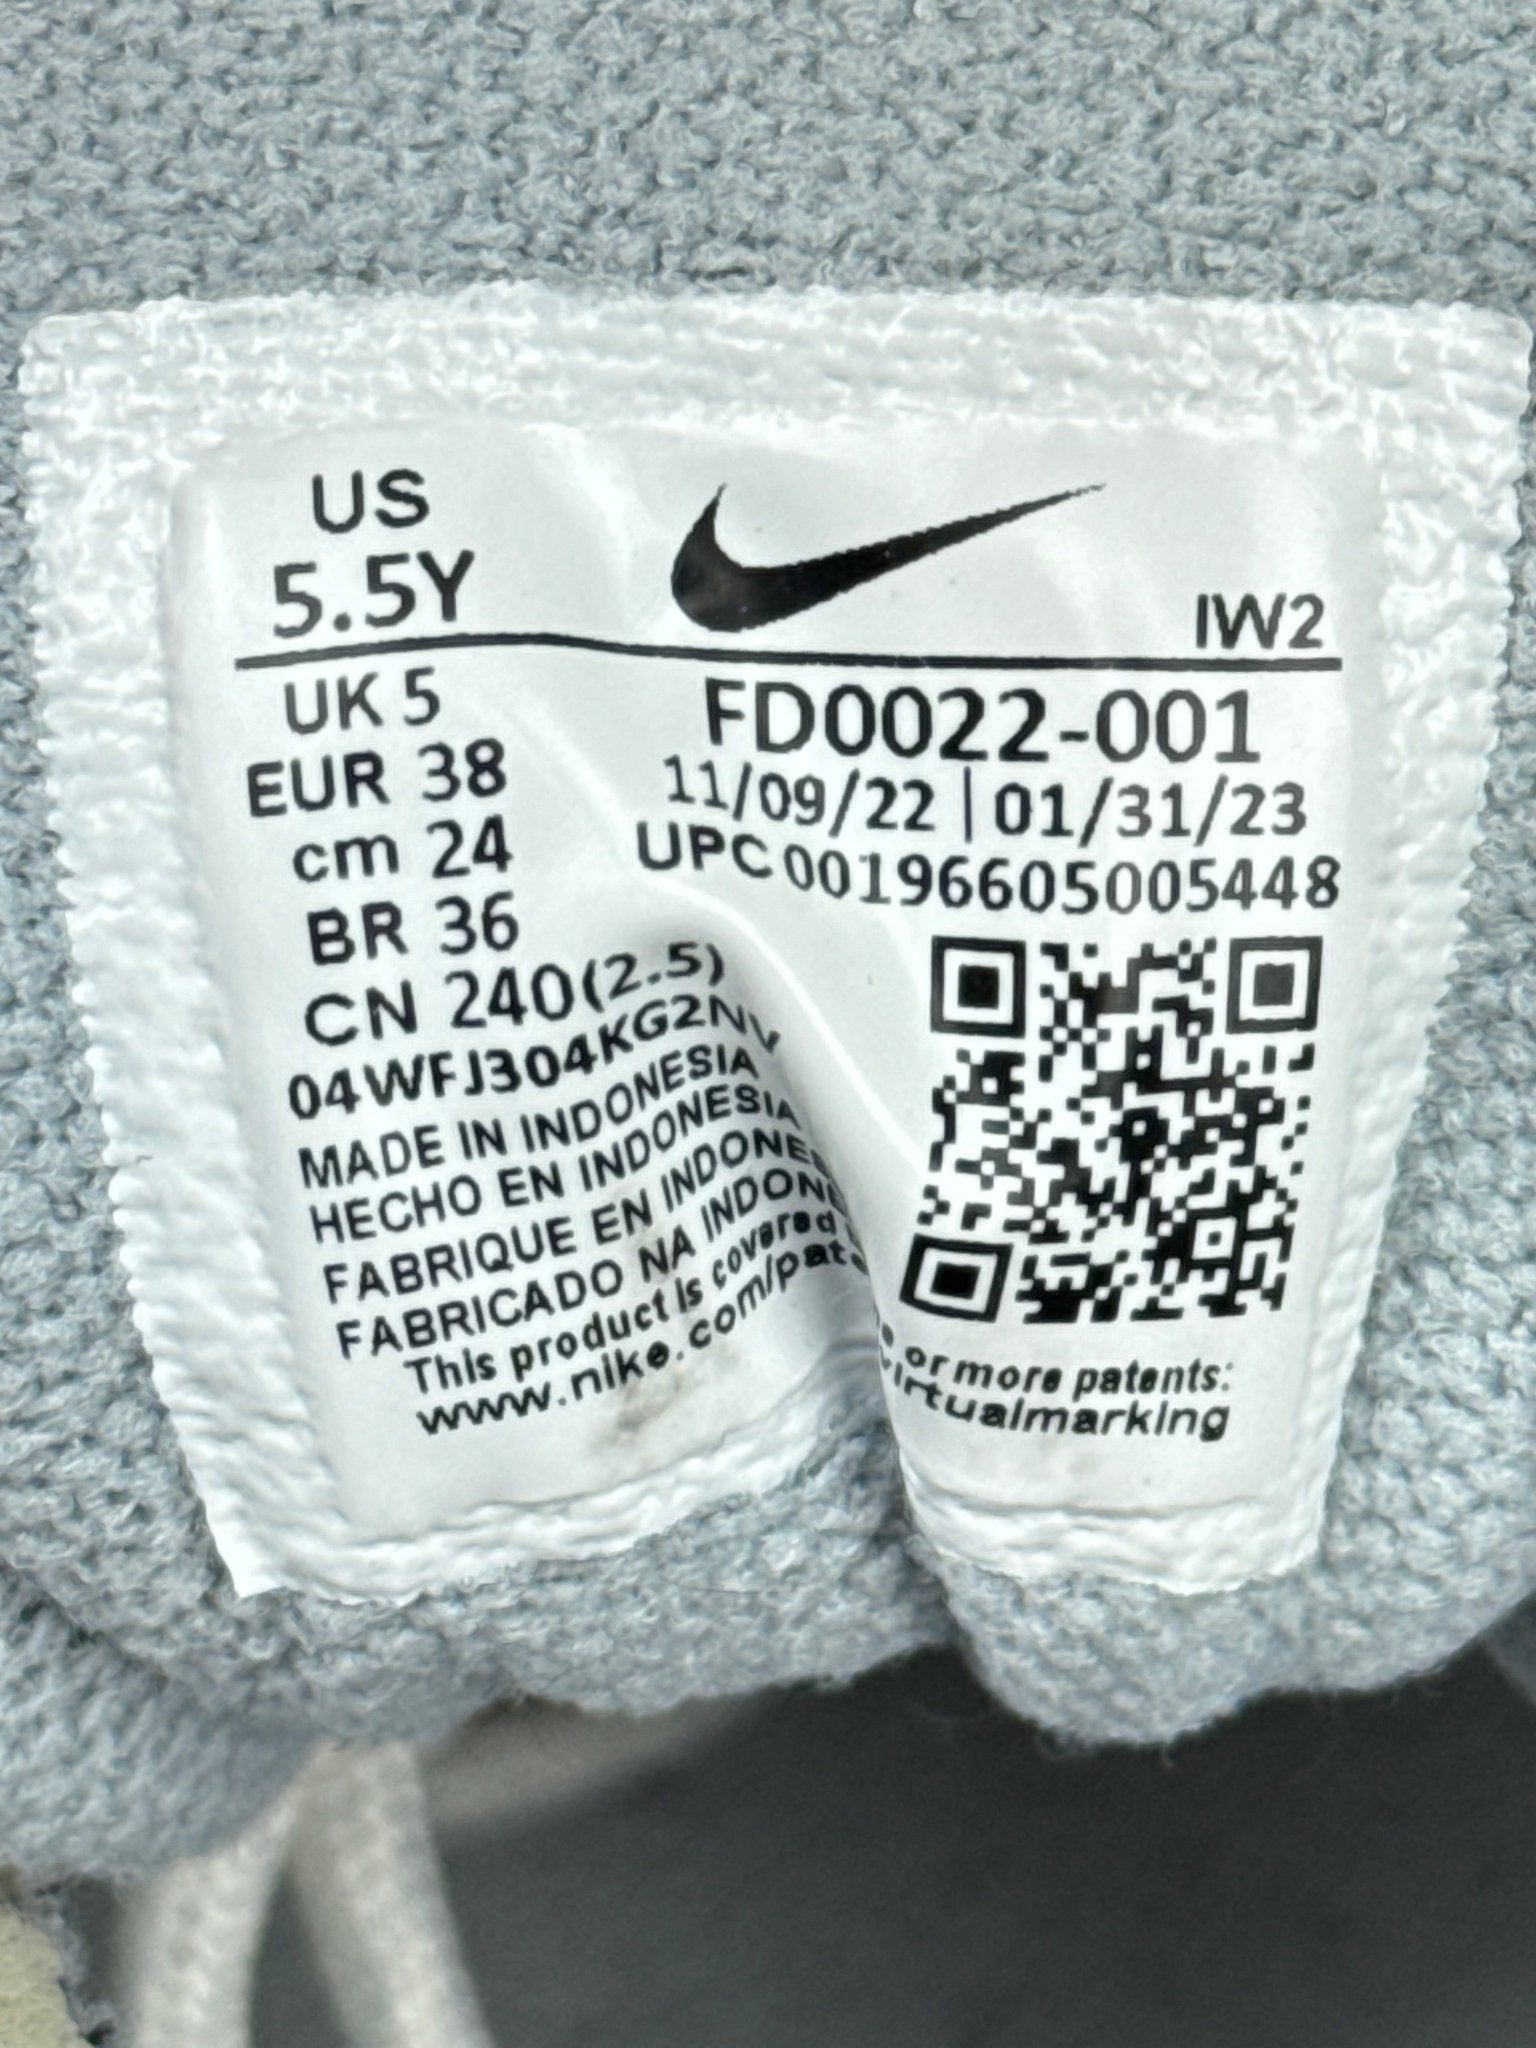 US
5.5Y
IW2
UK 5
EUR 38
cm 24
BR 36
CN 240(2.5)
FD0022-001
11/09/22 | 01/31/23
UPC 00196605005448
04WFJ304KG2NV
MADE IN INDONESIA
HECHO EN INDONESIA
FABRIQUE EN INDONES
FABRICADO NA INDONE
This product is covered or more patents:
www.nike.com/pate virtualmarking